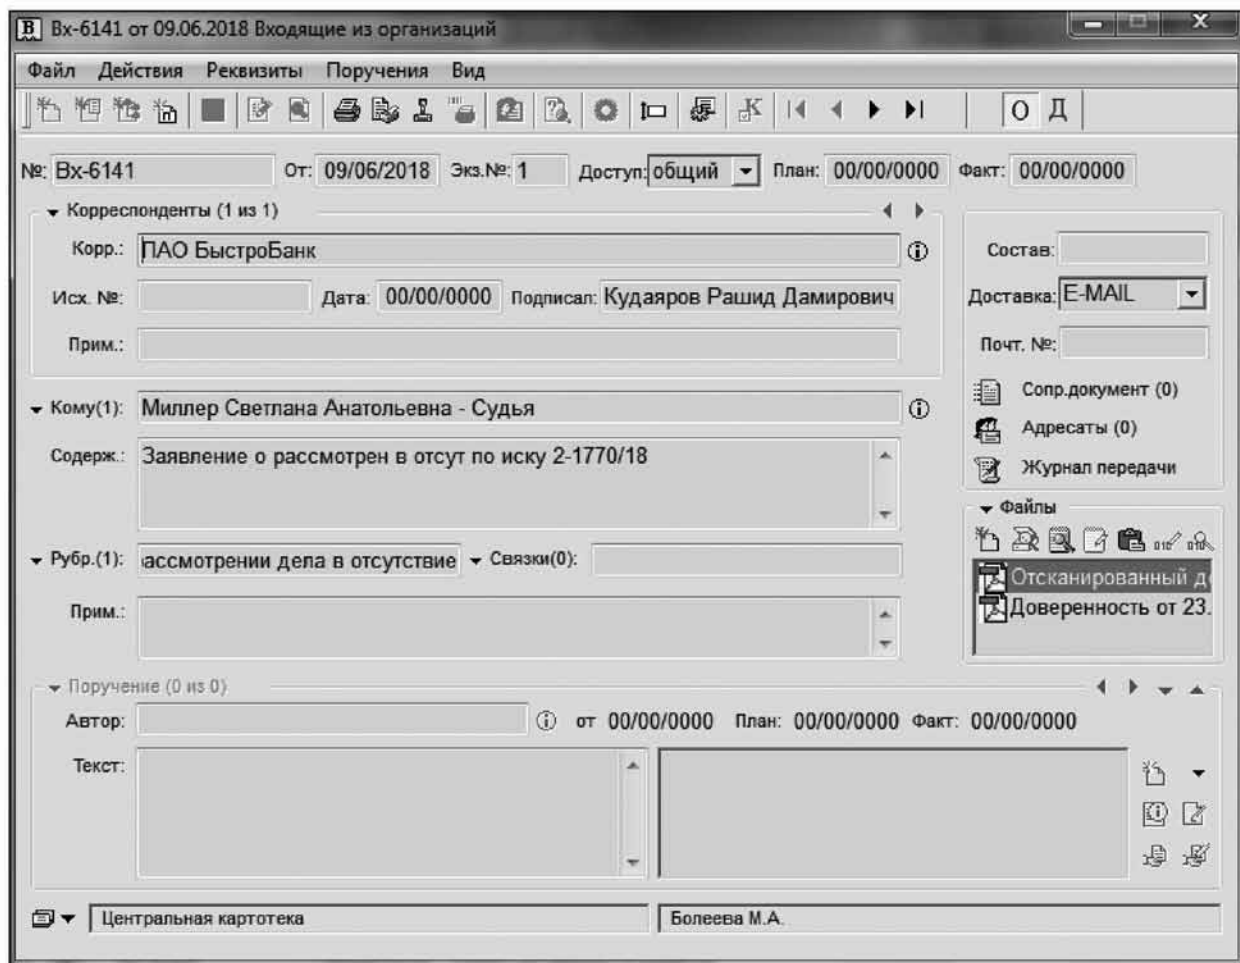 В Вх-6141 от 09.06.2018 Входящие из организаций
Файл Действия Реквизиты Поручения Вид
О Д
№: Вх-6141 От: 09/06/2018 Экз.№: 1 Доступ: общий План: 00/00/0000 Факт: 00/00/0000
Корреспонденты (1 из 1)
Корр.: ПАО БыстроБанк
Состав:
Исх. №: Дата: 00/00/0000 Подписал: Кудаяров Рашид Дамирович
Доставка: E-MAIL
Прим.:
Почт. №:
Сопр.документ (0)
Кому(1): Миллер Светлана Анатольевна - Судья
Адресаты (0)
Содерж.: Заявление о рассмотрен в отсут по иску 2-1770/18
Журнал передачи
Файлы
Рубр.(1): ассмотрении дела в отсутствие Связки(0):
Отсканированный д
Доверенность от 23.
Прим.:
Поручение (0 из 0)
Автор: от 00/00/0000 План: 00/00/0000 Факт: 00/00/0000
Текст:
Центральная картотека Болеева М.А.